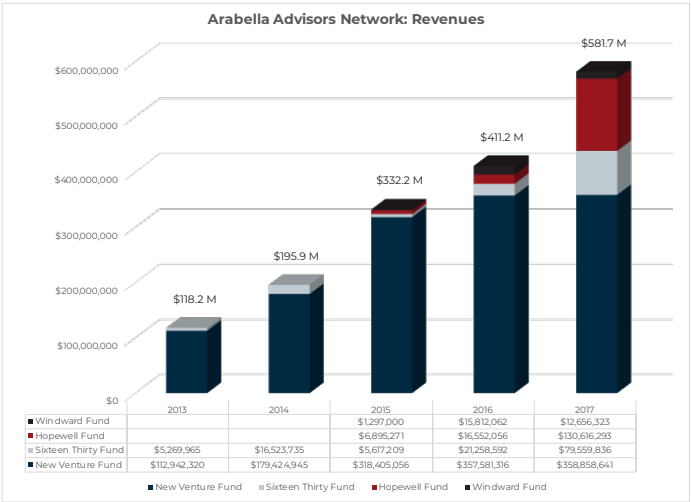 Arabella Advisors Network: Revenues
$581.7 M
$600,000,000
$500,000,000
$411.2 M
$400,000,000
$332.2 M
$300,000,000
$195.9 M
$200,000,000
$118.2 M
$100,000,000
$0
2013 2014 2015 2016 2017
Windward Fund $1,297,000 $15,812,062 $12,656,323
Hopewell Fund $6,895,271 $16,552,056 $130,616,293
Sixteen Thirty Fund $5,269,965 $16,523,735 $5,617,209 $21,258,592 $79,559,836
New Venture Fund $112,942,320 $179,424,945 $318,405,056 $357,581,316 $358,858,641
New Venture Fund Sixteen Thirty Fund Hopewell Fund Windward Fund